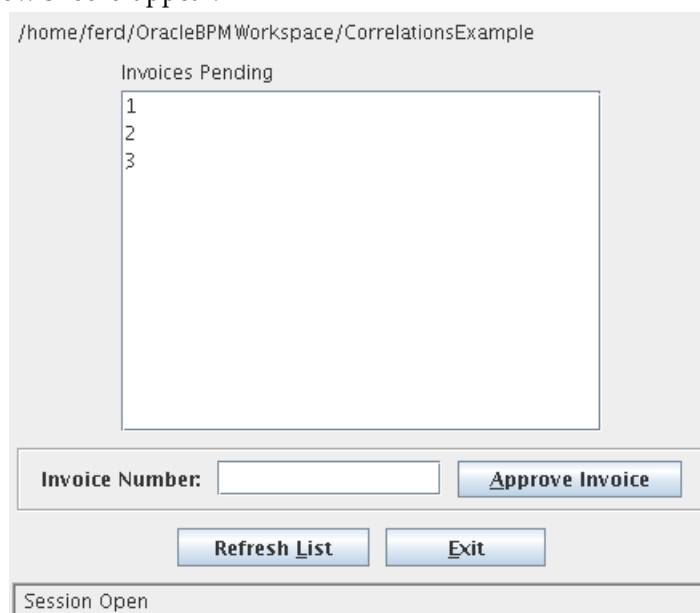 /home/ferd/OracleBPMWorkspace/CorrelationsExample
Invoices Pending
1
2
3
Invoice Number:
Approve Invoice
Refresh List
Exit
Session Open